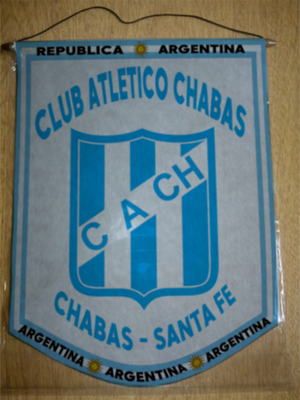 REPUBLICA ARGENTINA
CLUB ATLETICO CHABAS
C A CH
CHABAS - SANTA FE
ARGENTINA ARGENTINA ARGENTINA